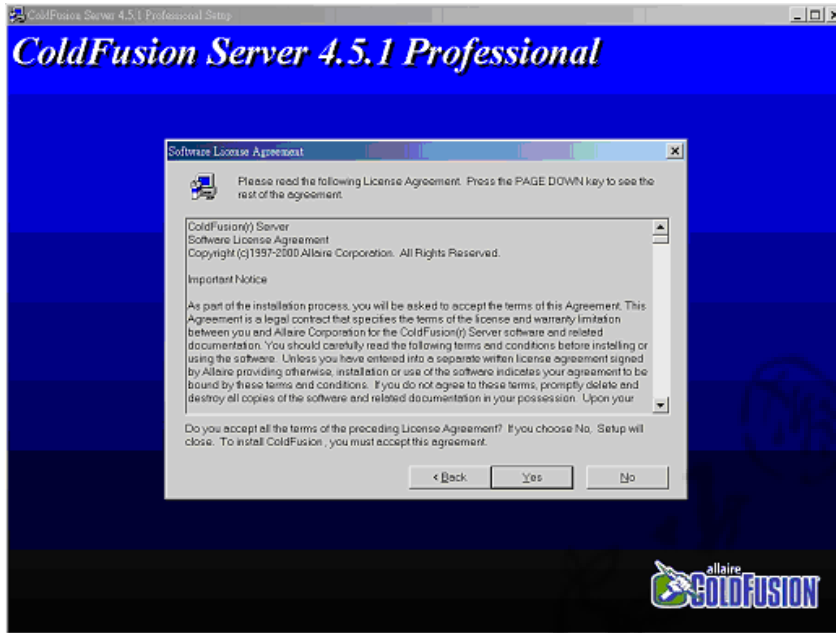 ColdFusion Server 4.5.1 Professional Setup
ColdFusion Server 4.5.1 Professional
Software License Agreement
Please read the following License Agreement. Press the PAGE DOWN key to see the
rest of the agreement.
ColdFusion(r) Server
Software License Agreement
Copyright (c)1997-2000 Allaire Corporation. All Rights Reserved.
Important Notice
As part of the installation process, you will be asked to accept the terms of this Agreement. This
Agreement is a legal contract that specifies the terms of the license and warranty limitation
between you and Allaire Corporation for the ColdFusion(r) Server software and related
documentation. You should carefully read the following terms and conditions before installing or
using the software. Unless you have entered into a separate written license agreement signed
by Allaire providing otherwise, installation or use of the software indicates your agreement to be
bound by these terms and conditions. If you do not agree to these terms, promptly delete and
destroy all copies of the software and related documentation in your possession. Upon your
Do you accept all the terms of the preceding License Agreement? If you choose No, Setup will
close. To install ColdFusion , you must accept this agreement.
< Back
Yes
No
allaire
COLDFUSION